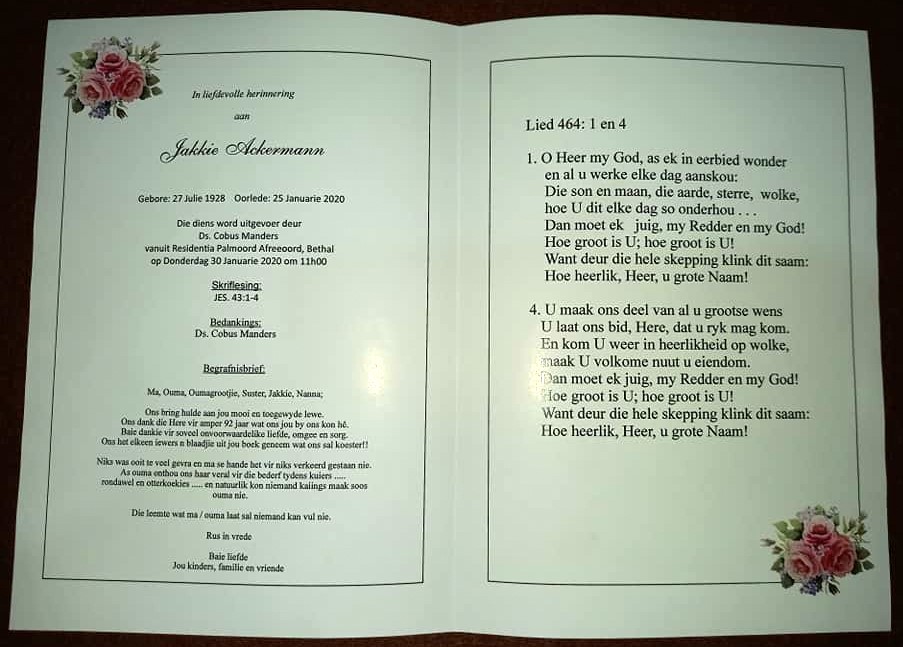 In liefdevolle herinnering
aan
Jakkie Ackermann
Gebore: 27 Julie 1928 Oorlede: 25 Januarie 2020
Die diens word uitgevoer deur
Ds. Cobus Manders
vanuit Residentia Palmoord Afreeoord, Bethal
op Donderdag 30 Januarie 2020 om 11h00
Skriflesing:
JES. 43:1-4
Bedankings:
Ds. Cobus Manders
Begrafnisbrief:
Ma, Ouma, Oumagrootjie, Suster, Jakkie, Nanna;
Ons bring hulde aan jou mooi en toegewyde lewe.
Ons dank die Here vir amper 92 jaar wat ons jou by ons kon hê.
Baie dankie vir soveel onvoorwaardelike liefde, omgee en sorg.
Ons het elkeen iewers n blaadjie uit jou boek geneem wat ons sal koester!!
Niks was ooit te veel gevra en ma se hande het vir niks verkeerd gestaan nie.
As ouma onthou ons haar veral vir die bederf tydens kuiers .....
rondawel en otterkoekies ..... en natuurlik kon niemand kalings maak soos
ouma nie.
Die leemte wat ma / ouma laat sal niemand kan vul nie.
Rus in vrede
Baie liefde
Jou kinders, familie en vriende
Lied 464: 1 en 4
1. O Heer my God, as ek in eerbied wonder
en al u werke elke dag aanskou:
Die son en maan, die aarde, sterre, wolke,
hoe U dit elke dag so onderhou . . .
Dan moet ek juig, my Redder en my God!
Hoe groot is U; hoe groot is U!
Want deur die hele skepping klink dit saam:
Hoe heerlik, Heer, u grote Naam!
4. U maak ons deel van al u grootse wens
U laat ons bid, Here, dat u ryk mag kom.
En kom U weer in heerlikheid op wolke,
maak U volkome nuut u eiendom.
Dan moet ek juig, my Redder en my God!
Hoe groot is U; hoe groot is U!
Want deur die hele skepping klink dit saam:
Hoe heerlik, Heer, u grote Naam!